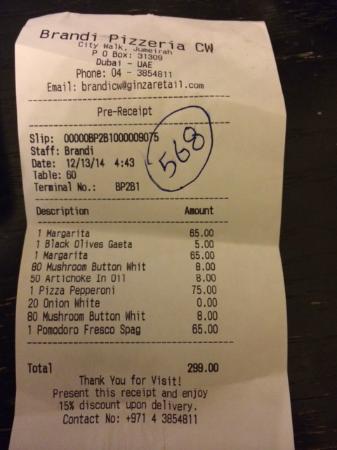 Brandi Pizzeria CW
City Walk, Jumeirah
P O Box: 31309
Dubai - UAE
Phone: 04 - 3854811
Email: brandicw@ginzaretail.com
Pre-Receipt
Slip: 00000BP2B1000009075
Staff: Brandi
Date: 12/13/14 4:43
Table: 60
Terminal No.: BP2B1
568
Description Amount
1 Margarita 65.00
1 Black Olives Gaeta 5.00
1 Margarita 65.00
80 Mushroom Button Whit 8.00
50 Artichoke In Oil 8.00
1 Pizza Pepperoni 75.00
20 Onion White 0.00
80 Mushroom Button Whit 8.00
1 Pomodoro Fresco Spag 65.00
Total 299.00
Thank You for Visit!
Present this receipt and enjoy
15% discount upon delivery.
Contact No: +971 4 3854811